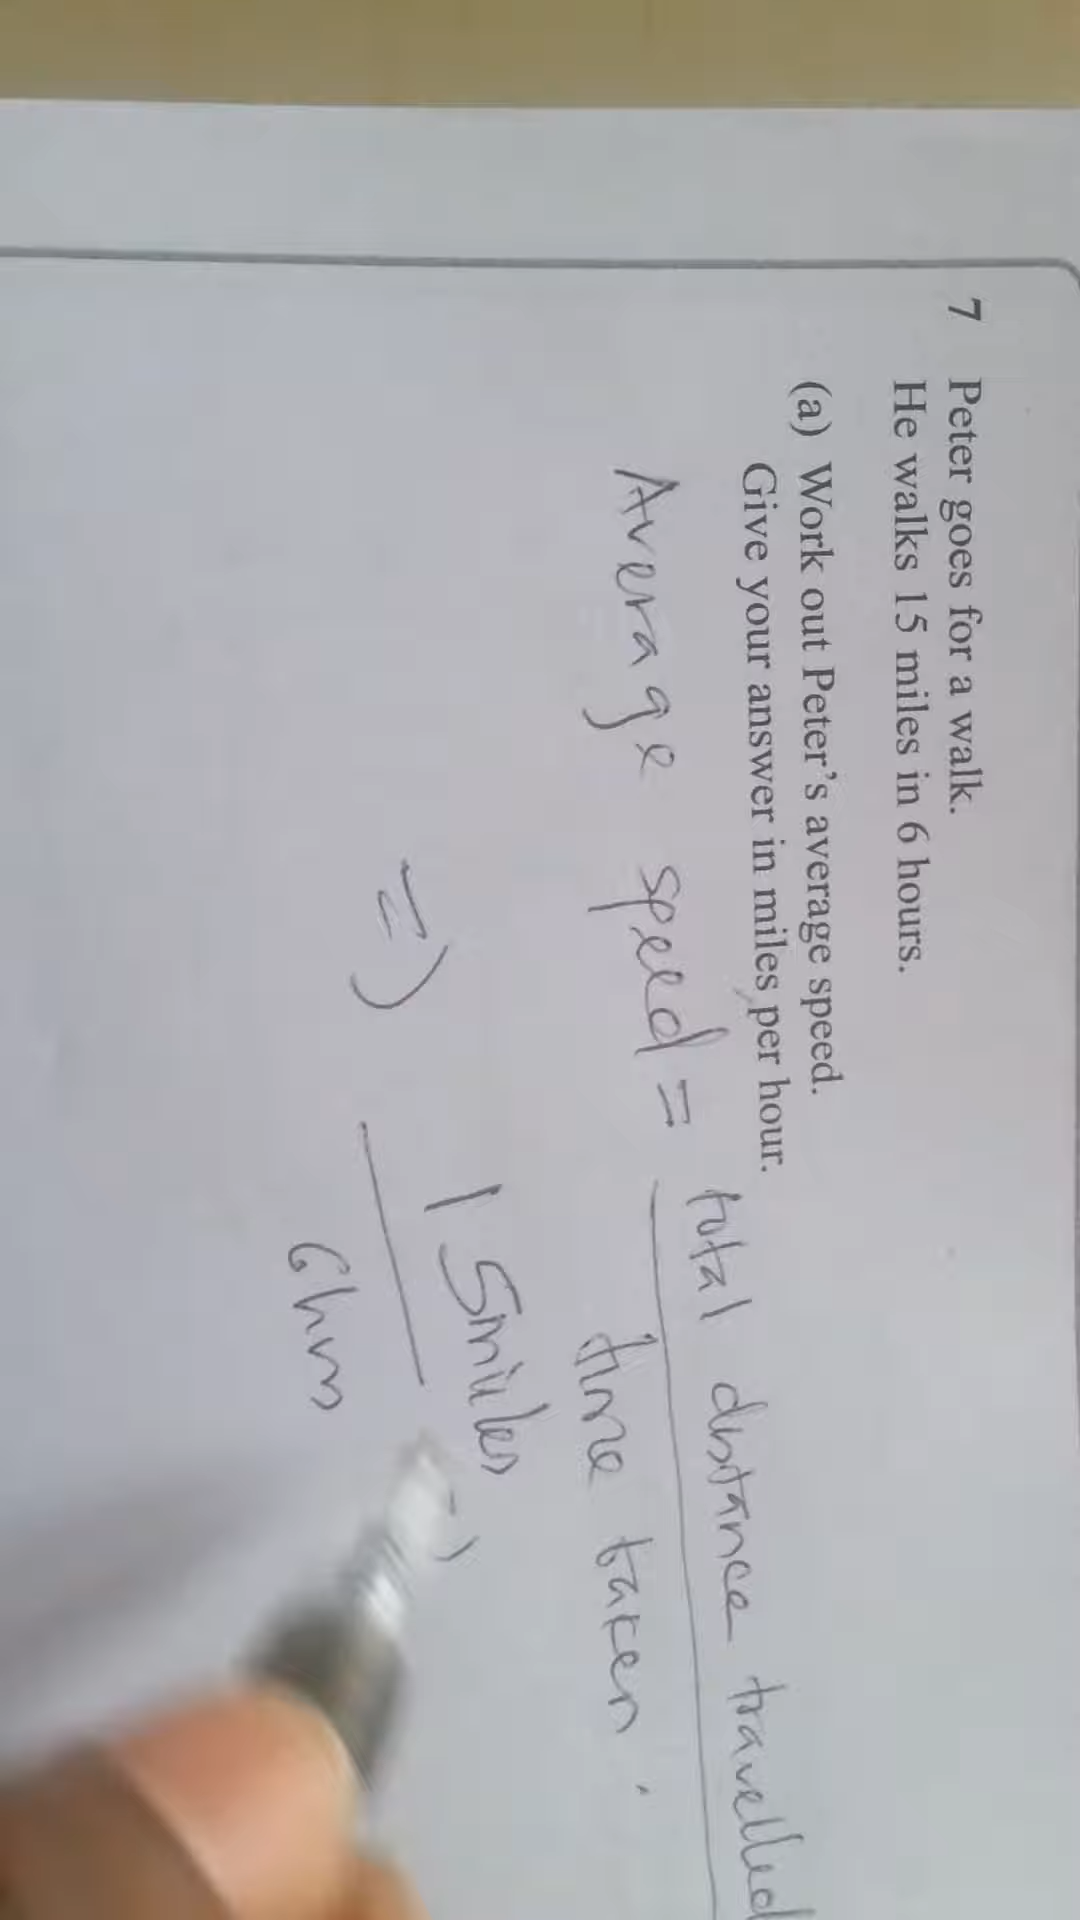 7 Peter goes for a walk.
He walks 15 miles in 6 hours.
(a) Work out Peter's average speed.
Give your answer in miles per hour.
Average speed = total distance travelled
time taken.
=) 15miles =)
6hrs